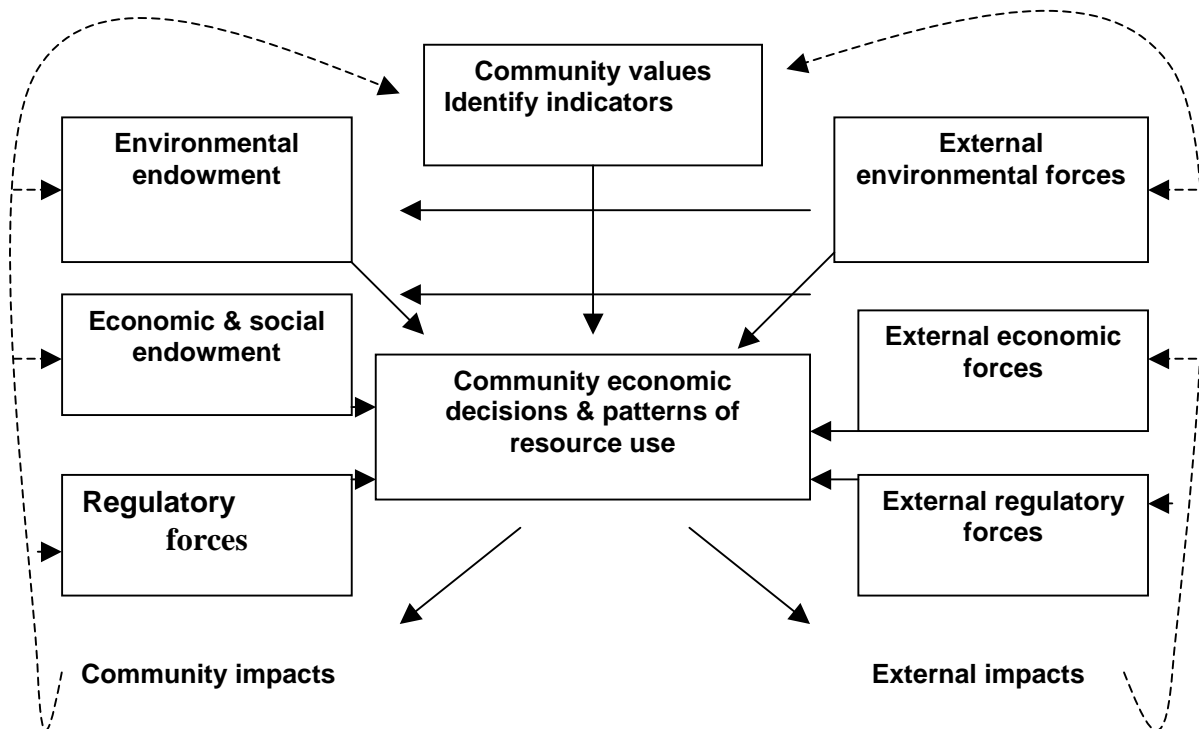 Community values
Identify indicators
Environmental
endowment
External
environmental forces
Economic & social
endowment
External economic
forces
Community economic
decisions & patterns of
resource use
Regulatory
forces
External regulatory
forces
Community impacts
External impacts